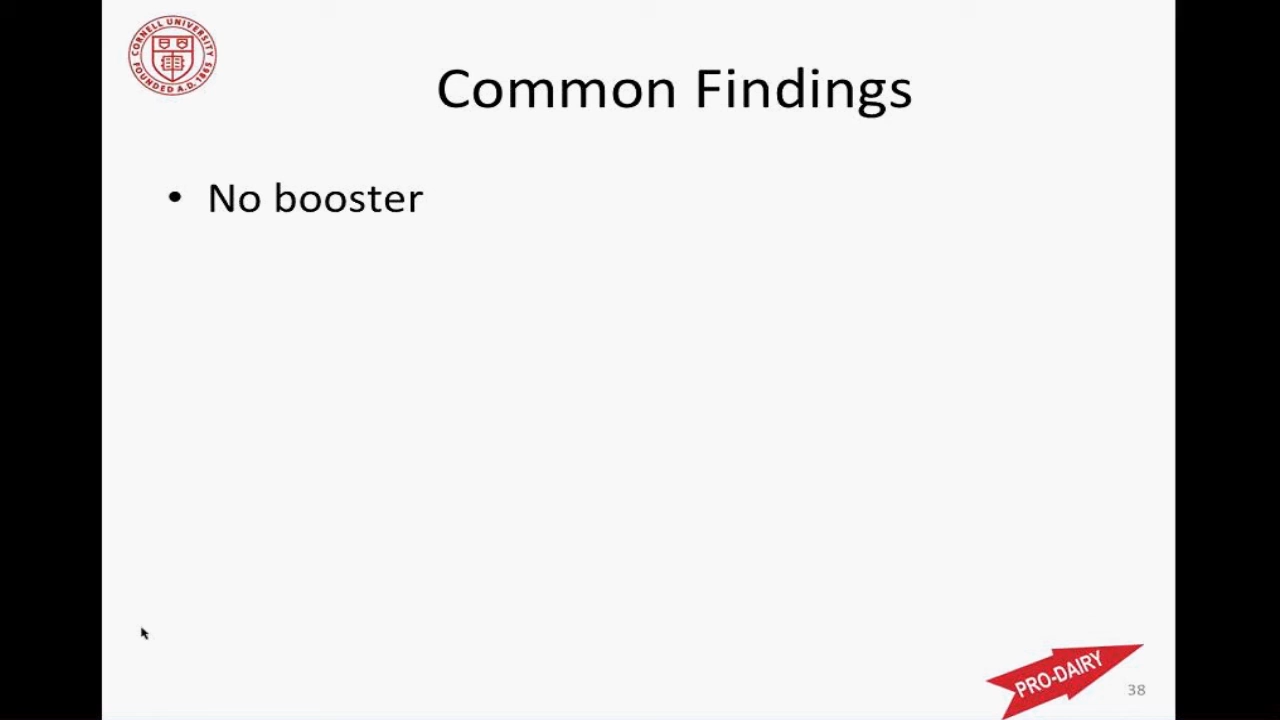 CORNELL UNIVERSITY
FOUNDED A.D. 1865
Common Findings
• No booster
PRO-DAIRY
38